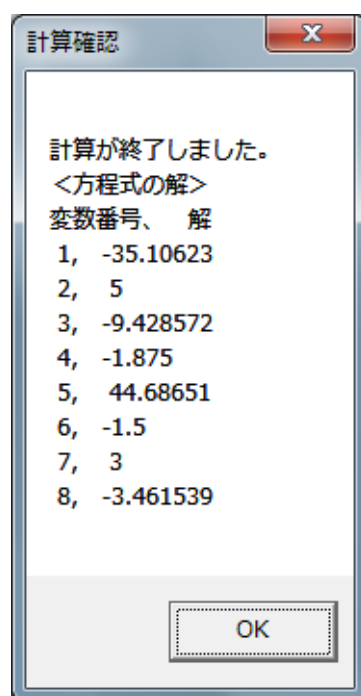 計算確認
計算が終了しました。
<方程式の解>
変数番号、 解
1, -35.10623
2, 5
3, -9.428572
4, -1.875
5, 44.68651
6, -1.5
7, 3
8, -3.461539
OK